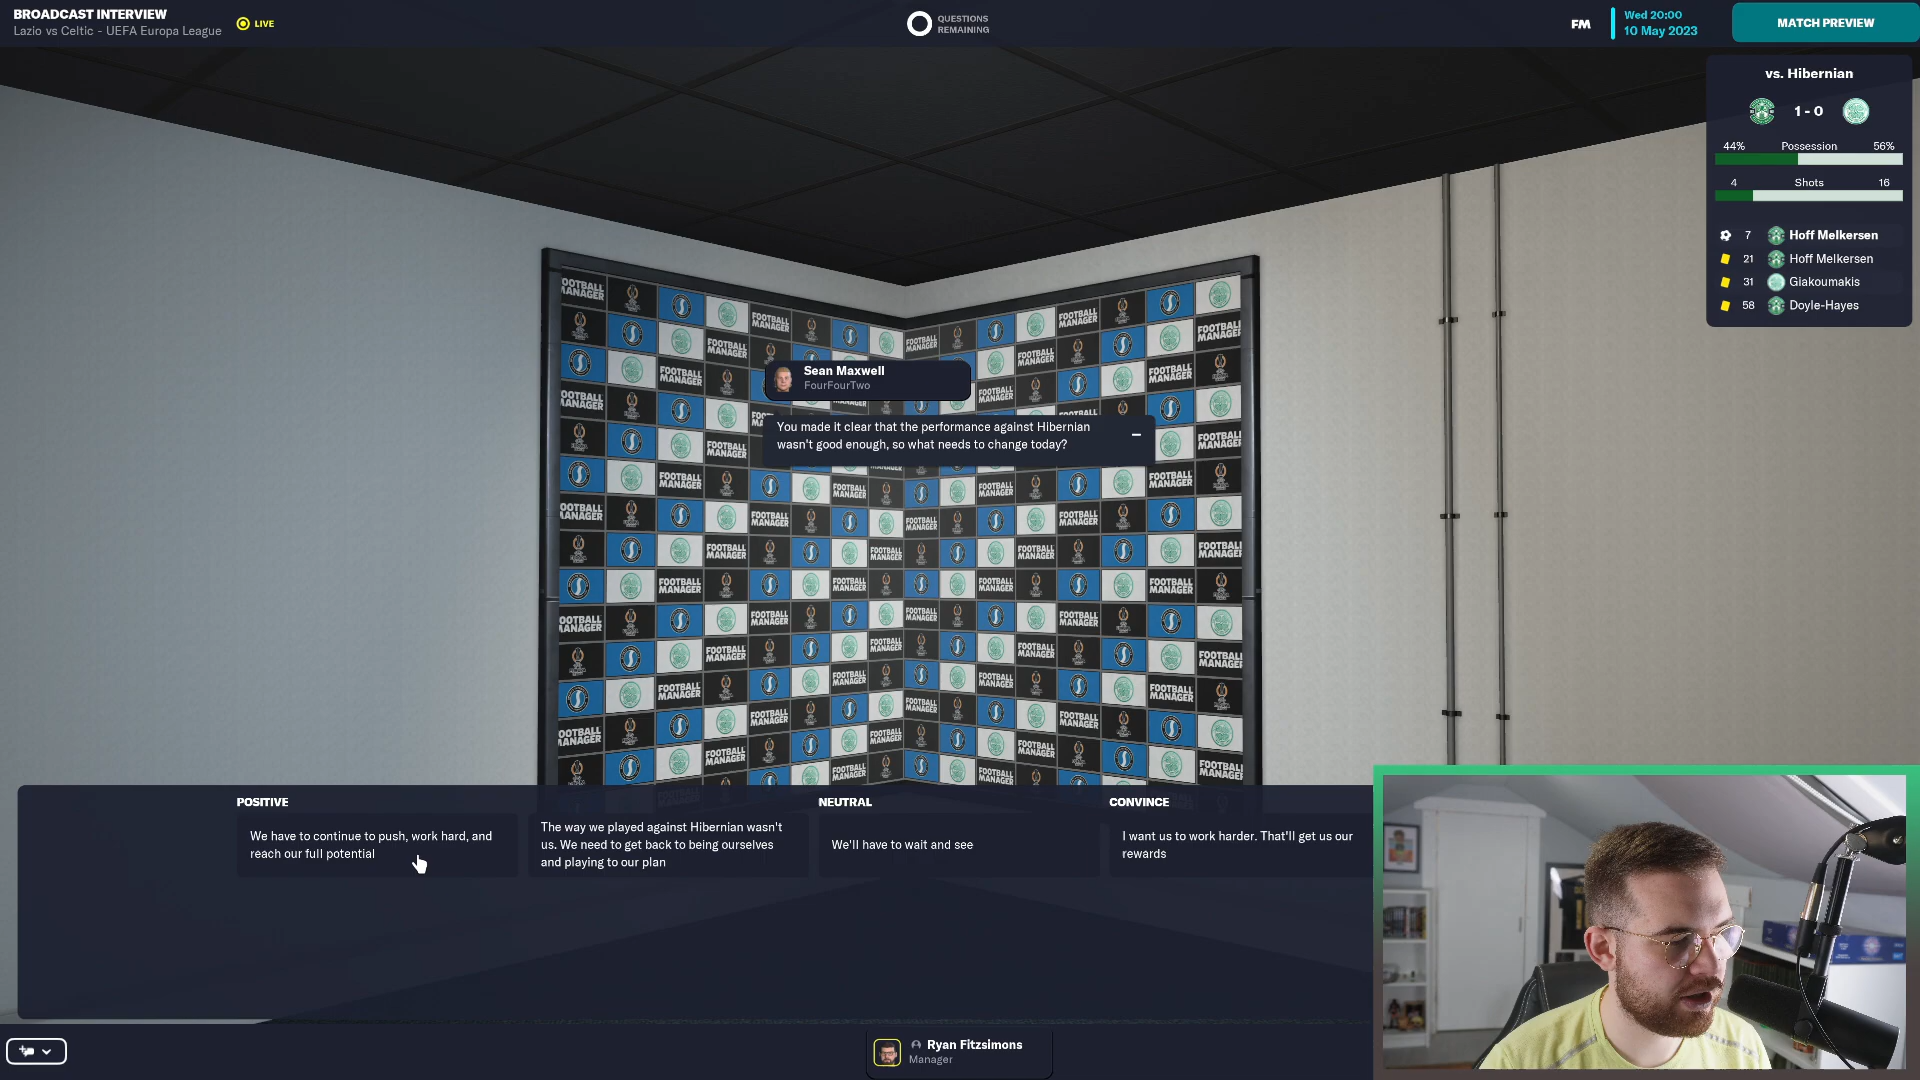 BROADCAST INTERVIEW
Lazio vs Celtic - UEFA Europa League
LIVE
QUESTIONS
REMAINING
FM
Wed 20:00
10 May 2023
MATCH PREVIEW
vs. Hibernian
1 - 0
44% Possession 56%
4 Shots 16
7 Hoff Melkersen
21 Hoff Melkersen
31 Giakoumakis
58 Doyle-Hayes
FOOTBALL
MANAGER
Sean Maxwell
FourFourTwo
You made it clear that the performance against Hibernian
wasn't good enough, so what needs to change today?
POSITIVE
We have to continue to push, work hard, and
reach our full potential
The way we played against Hibernian wasn't
us. We need to get back to being ourselves
and playing to our plan
NEUTRAL
We'll have to wait and see
CONVINCE
I want us to work harder. That'll get us our
rewards
Ryan Fitzsimons
Manager